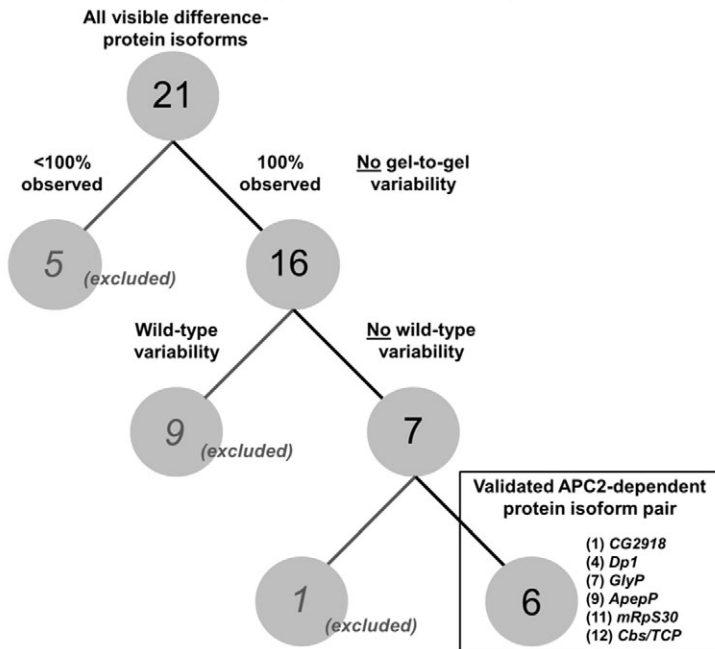 All visible difference-
protein isoforms
21
<100%
observed
100%
observed
No gel-to-gel
variability
5
(excluded)
16
Wild-type
variability
No wild-type
variability
9
(excluded)
7
Validated APC2-dependent
protein isoform pair
1
(excluded)
6
(1) CG2918
(4) Dp1
(7) GlyP
(9) ApepP
(11) mRpS30
(12) Cbs/TCP